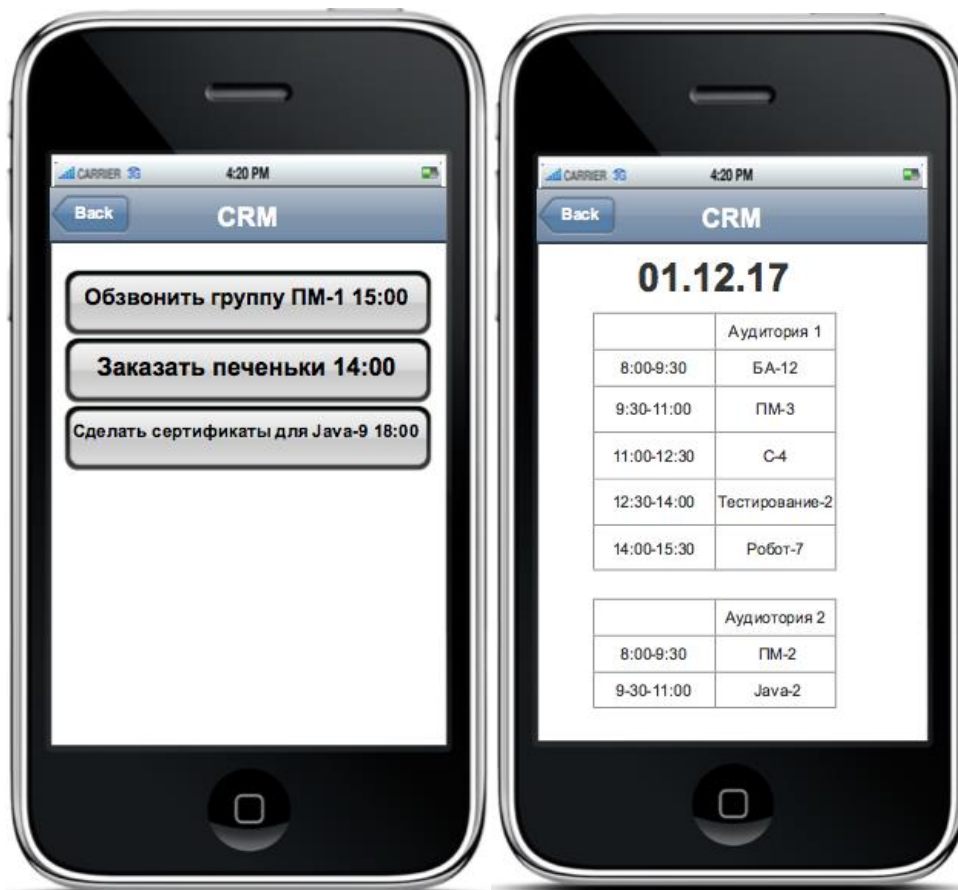 CARRIER 3G 4:20 PM
Back CRM
Обзвонить группу ПМ-1 15:00
Заказать печеньки 14:00
Сделать сертификаты для Java-9 18:00
CARRIER 3G 4:20 PM
Back CRM
01.12.17
Аудитория 1
8:00-9:30 БА-12
9:30-11:00 ПМ-3
11:00-12:30 С-4
12:30-14:00 Тестирование-2
14:00-15:30 Робот-7
Аудиотория 2
8:00-9:30 ПМ-2
9-30-11:00 Java-2